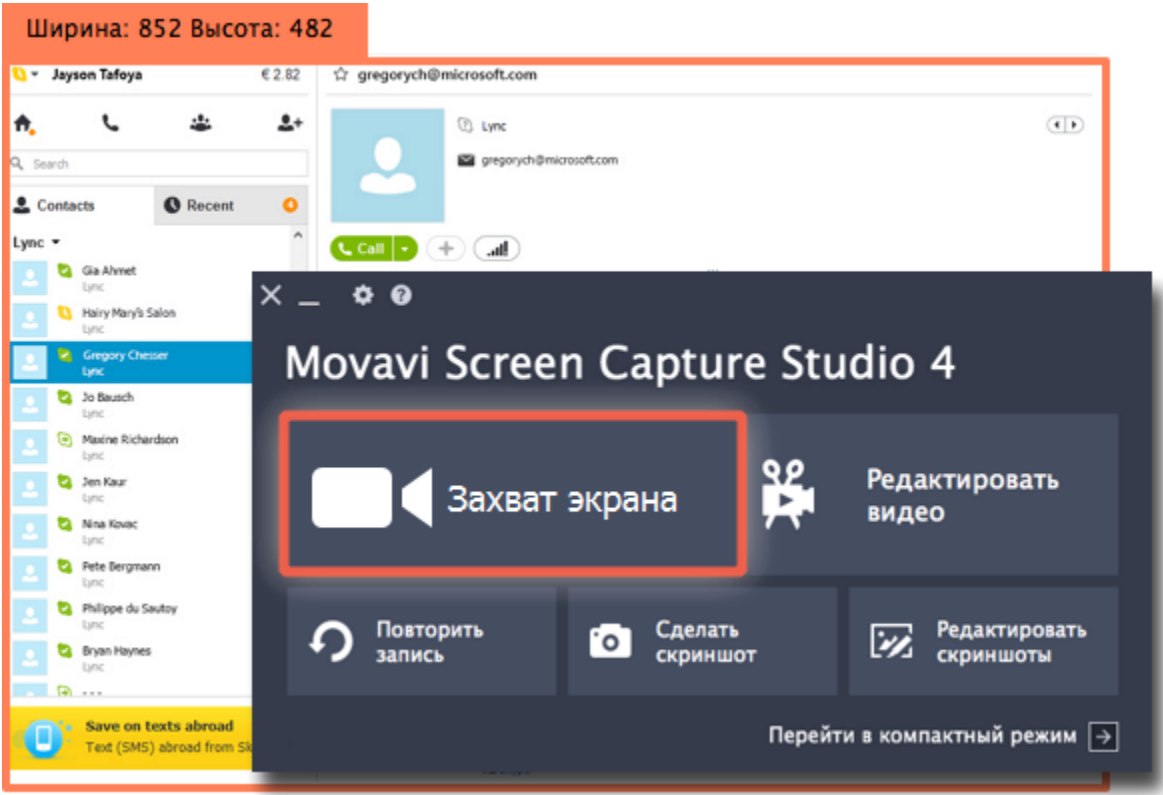 Ширина: 852 Высота: 482
Jayson Tafoya
€ 2.82
gregorych@microsoft.com
Search
Contacts
Recent
4
Lync
Gia Ahmet
Lync
Hairy Mary's Salon
Lync
Gregory Chesser
Lync
Jo Bausch
Lync
Maxine Richardson
Lync
Jen Kaur
Lync
Nina Kovac
Lync
Pete Bergmann
Lync
Philippe du Sautoy
Lync
Bryan Haynes
Lync
Save on texts abroad
Text (SMS) abroad from
Lync
gregorych@microsoft.com
Call
Movavi Screen Capture Studio 4
Захват экрана
Редактировать
видео
Повторить
запись
Сделать
скриншот
Редактировать
скриншоты
Перейти в компактный режим